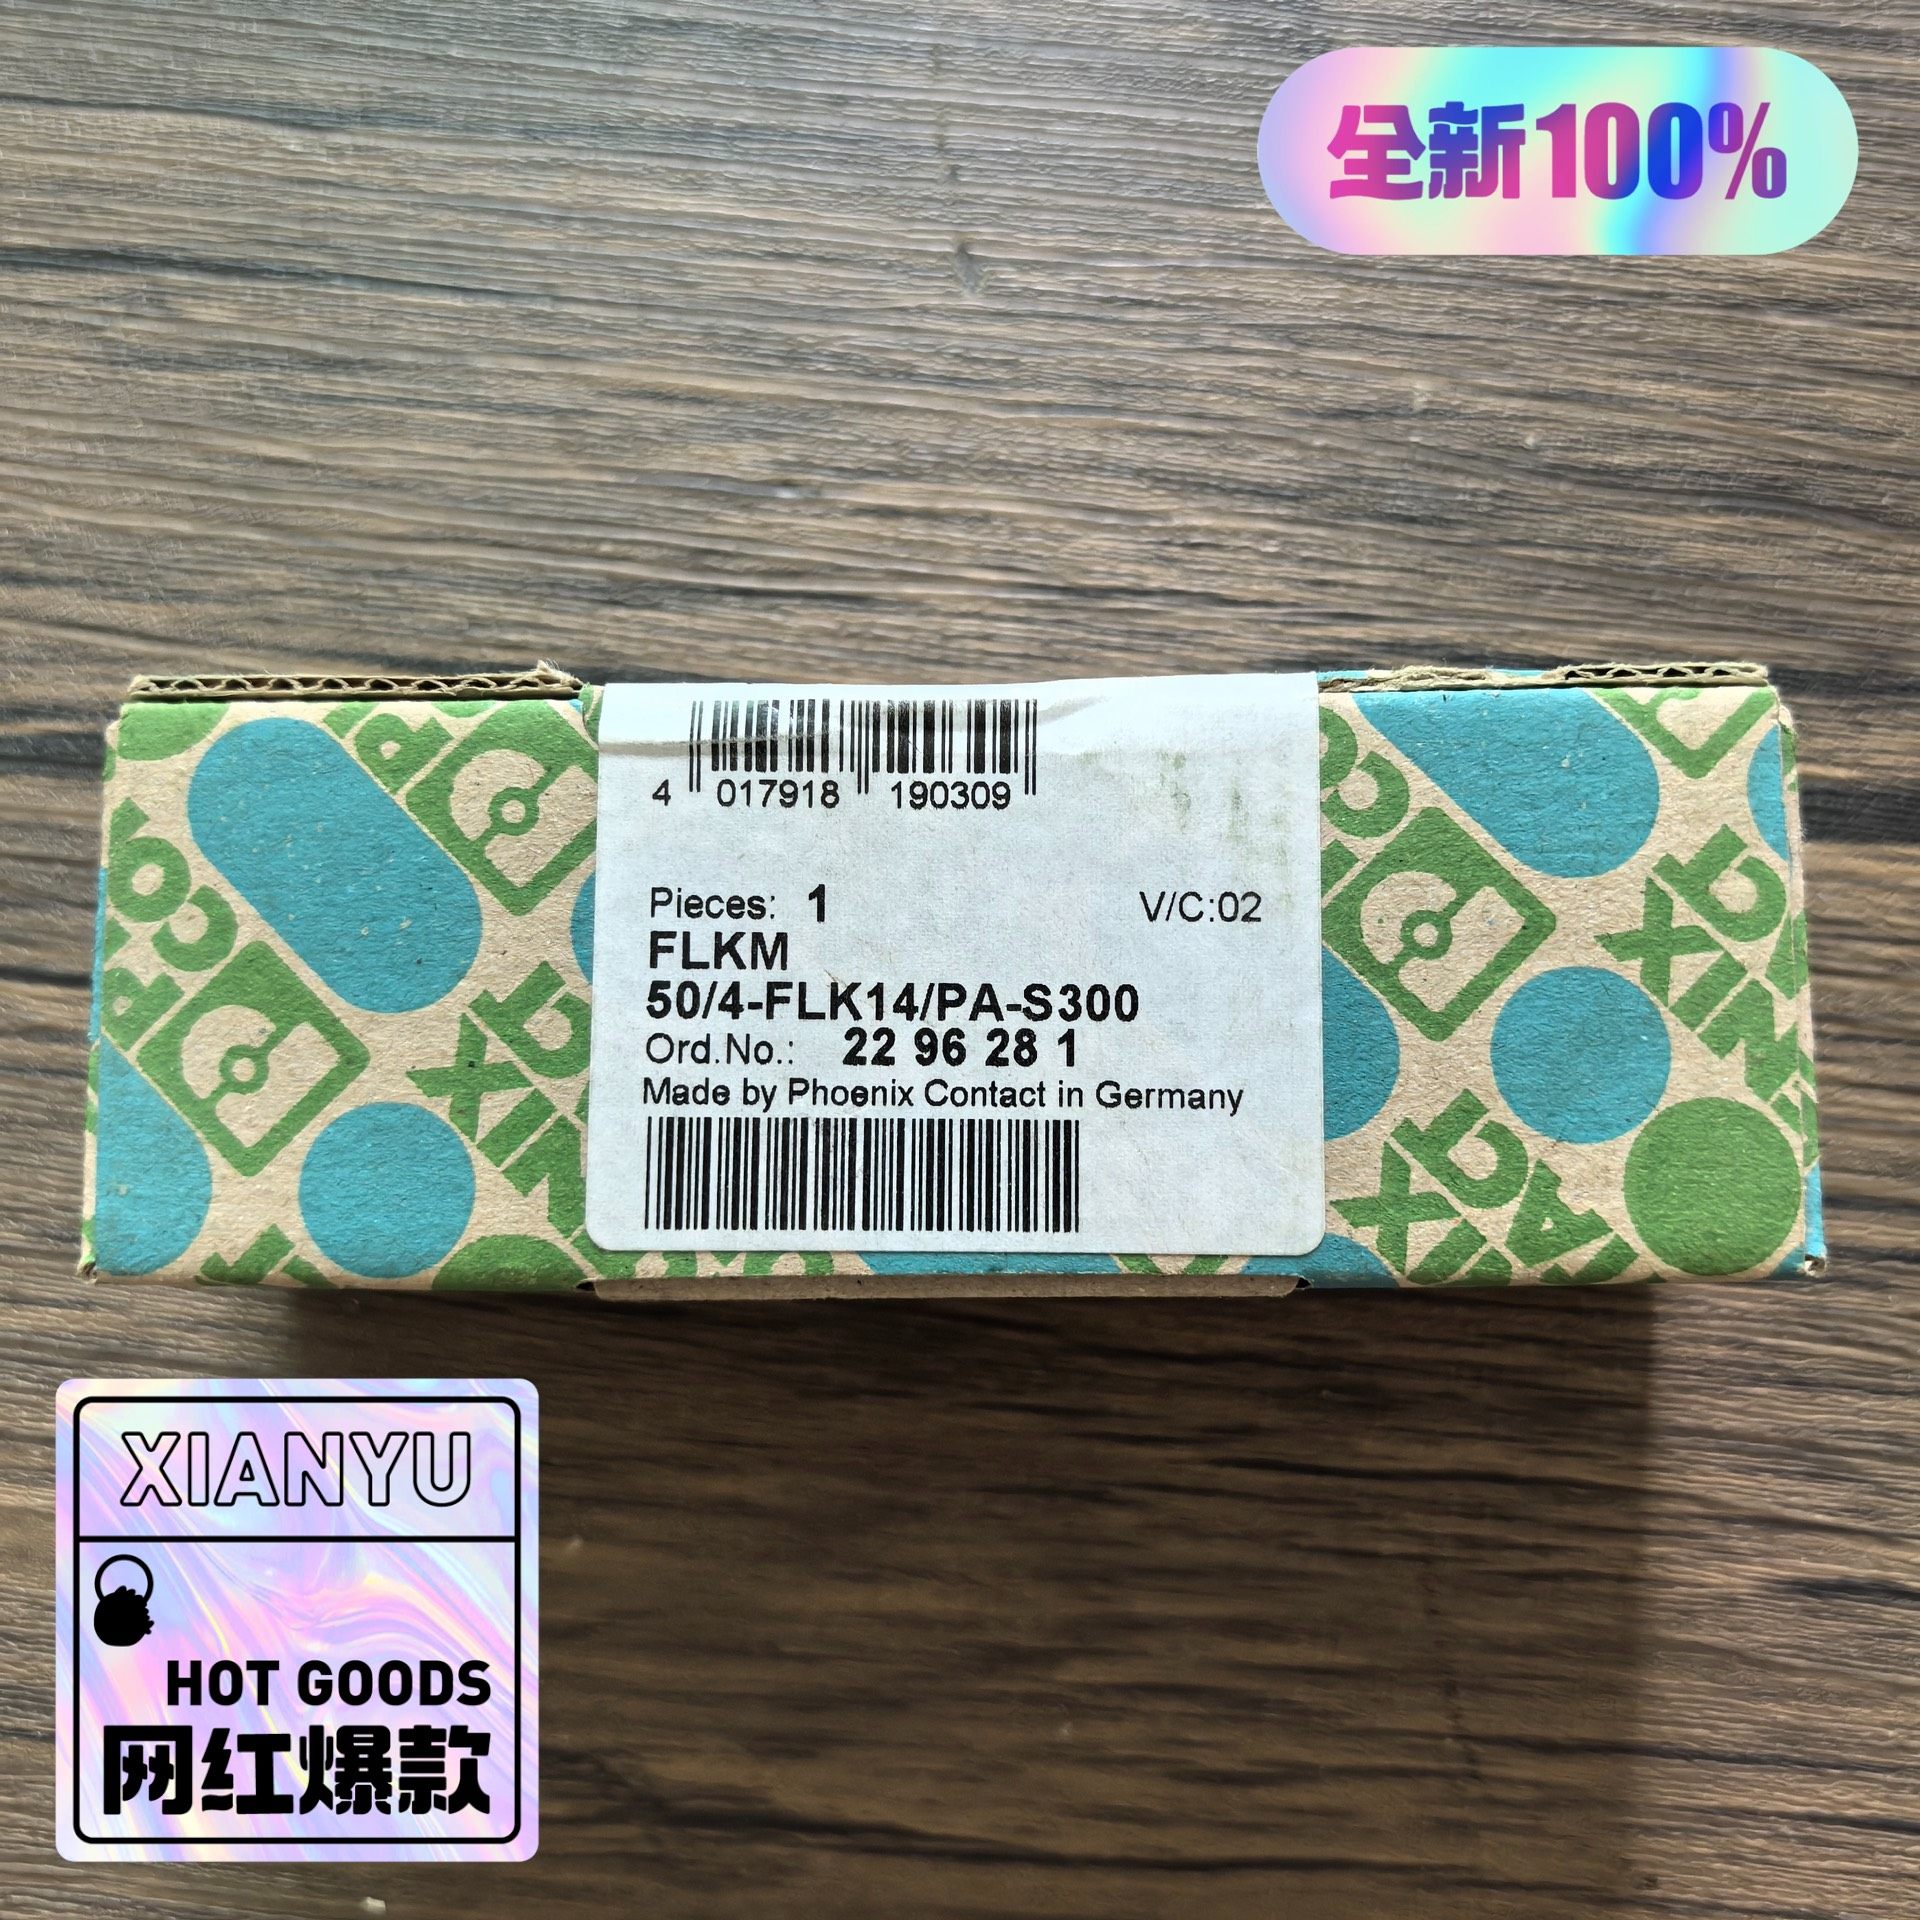 全新100%
4 017918 190309
Pieces: 1 V/C:02
FLKM
50/4-FLK14/PA-S300
Ord.No.: 22 96 28 1
Made by Phoenix Contact in Germany
XIANYU
HOT GOODS
网红爆款